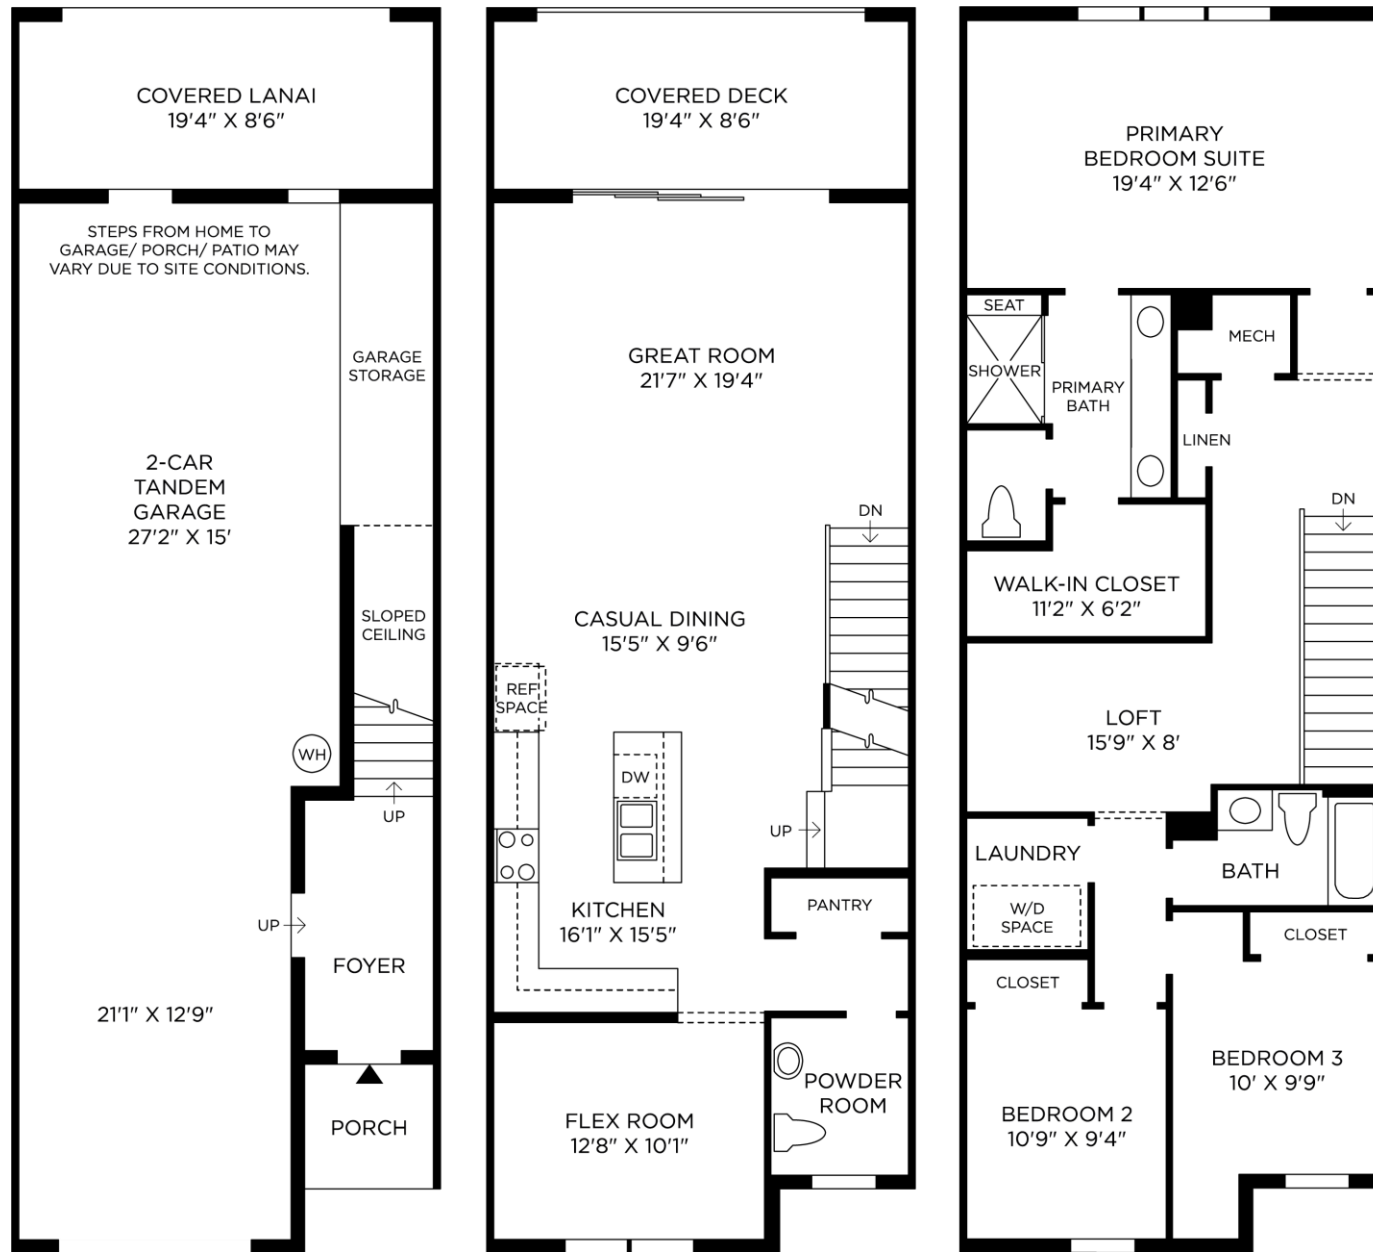 COVERED LANAI
19'4" X 8'6"
STEPS FROM HOME TO
GARAGE/ PORCH/ PATIO MAY
VARY DUE TO SITE CONDITIONS.
GARAGE
STORAGE
2-CAR
TANDEM
GARAGE
27'2" X 15'
SLOPED
CEILING
WH
UP
UP
FOYER
21'1" X 12'9"
PORCH
COVERED DECK
19'4" X 8'6"
GREAT ROOM
21'7" X 19'4"
DN
CASUAL DINING
15'5" X 9'6"
REF
SPACE
DW
UP
PANTRY
KITCHEN
16'1" X 15'5"
POWDER
ROOM
FLEX ROOM
12'8" X 10'1"
PRIMARY
BEDROOM SUITE
19'4" X 12'6"
SEAT
MECH
SHOWER
PRIMARY
BATH
LINEN
DN
WALK-IN CLOSET
11'2" X 6'2"
LOFT
15'9" X 8'
LAUNDRY
BATH
W/D
SPACE
CLOSET
CLOSET
BEDROOM 3
10' X 9'9"
BEDROOM 2
10'9" X 9'4"